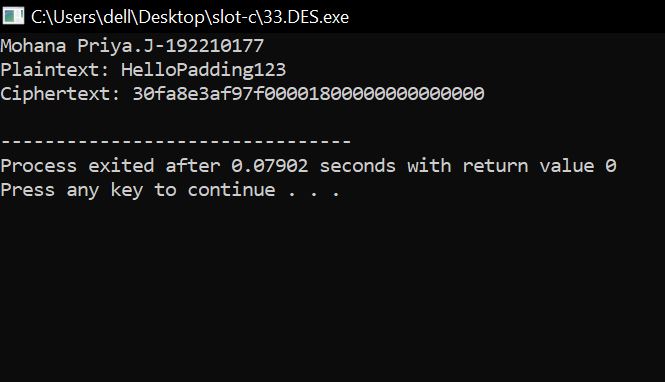 C:\Users\dell\Desktop\slot-c\33.DES.exe
Mohana Priya.J-192210177
Plaintext: HelloPadding123
Ciphertext: 30fa8e3af97f00001800000000000000
--------------------------------
Process exited after 0.07902 seconds with return value 0
Press any key to continue . . .